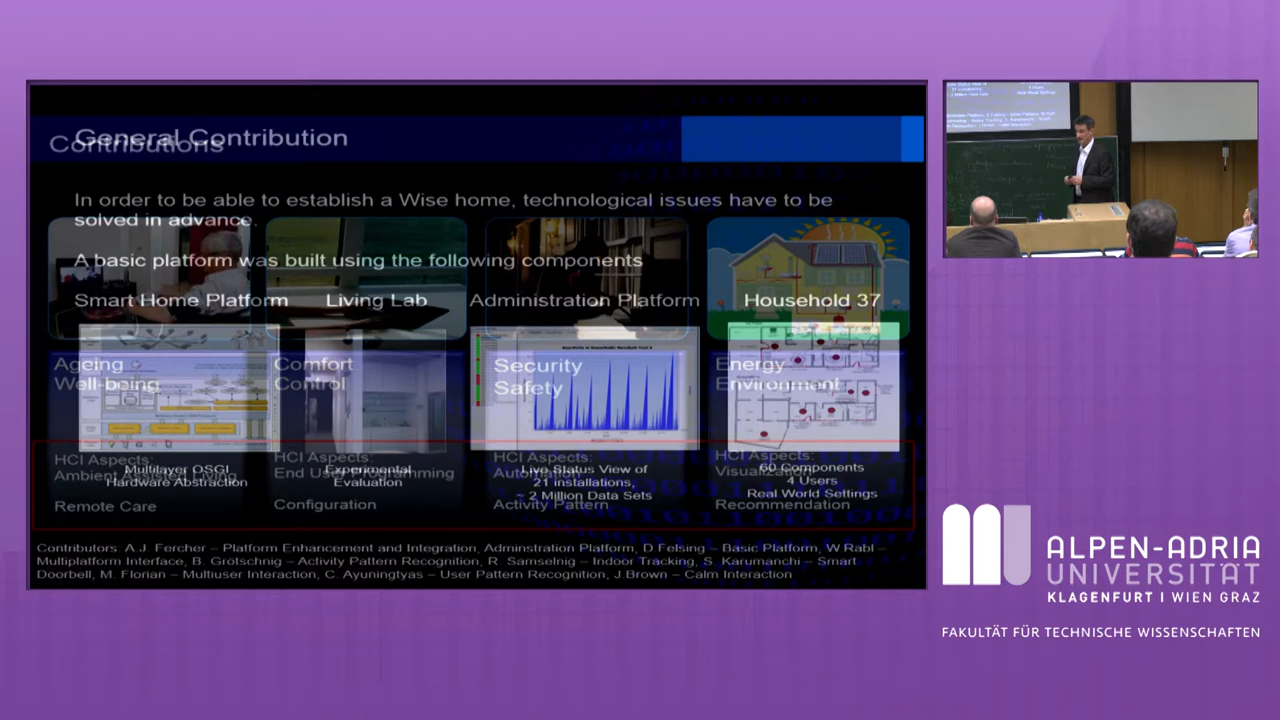 General Contribution
Contributions
In order to be able to establish a Wise home, technological issues have to be
solved in advance.
A basic platform was built using the following components
Smart Home Platform
Living Lab
Administration Platform
Household 37
Ageing
Well-being
Comfort
Control
Security
Safety
Energy
Environment
HCI Aspects:
Ambient Assisted Living
Remote Care
HCI Aspects:
End User Programming
Configuration
HCI Aspects:
Automation
Activity Pattern
HCI Aspects:
Visualization
Recommendation
Multilayer OSGI
Hardware Abstraction
Experimental
Evaluation
Live Status View of
21 installations,
~ 2 Million Data Sets
60 Components
4 Users
Real World Settings
Contributors: A.J. Fercher – Platform Enhancement and Integration, Adminstration Platform, D.Felsing – Basic Platform, W.Rabl –
Multiplatform Interface, B. Grötschnig – Activity Pattern Recognition, R. Samselnig – Indoor Tracking, S. Karumanchi – Smart
Doorbell, M. Florian – Multiuser Interaction, C. Ayuningtyas – User Pattern Recognition, J.Brown – Calm Interaction
ALPEN-ADRIA
UNIVERSITÄT
KLAGENFURT I WIEN GRAZ
FAKULTÄT FÜR TECHNISCHE WISSENSCHAFTEN